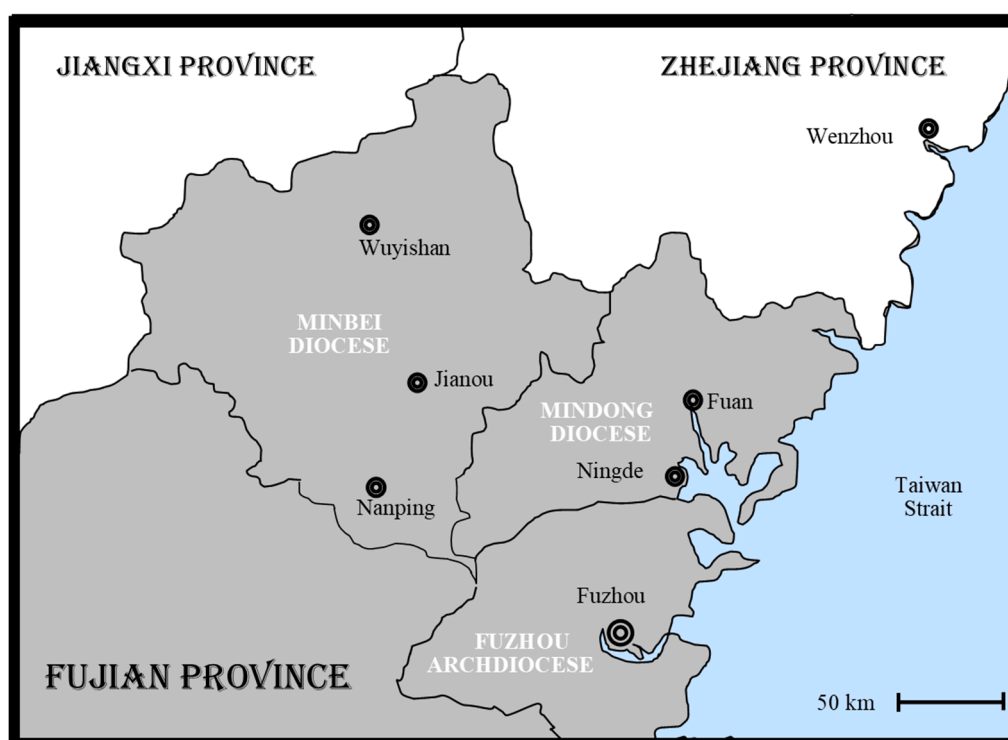 JIANGXI PROVINCE
ZHEJIANG PROVINCE
Wenzhou
Wuyishan
MINBEI
DIOCESE
Jianou
MINDONG
DIOCESE
Fuan
Ningde
Nanping
Taiwan
Strait
Fuzhou
FUZHOU
ARCHDIOCESE
FUJIAN PROVINCE
50 km